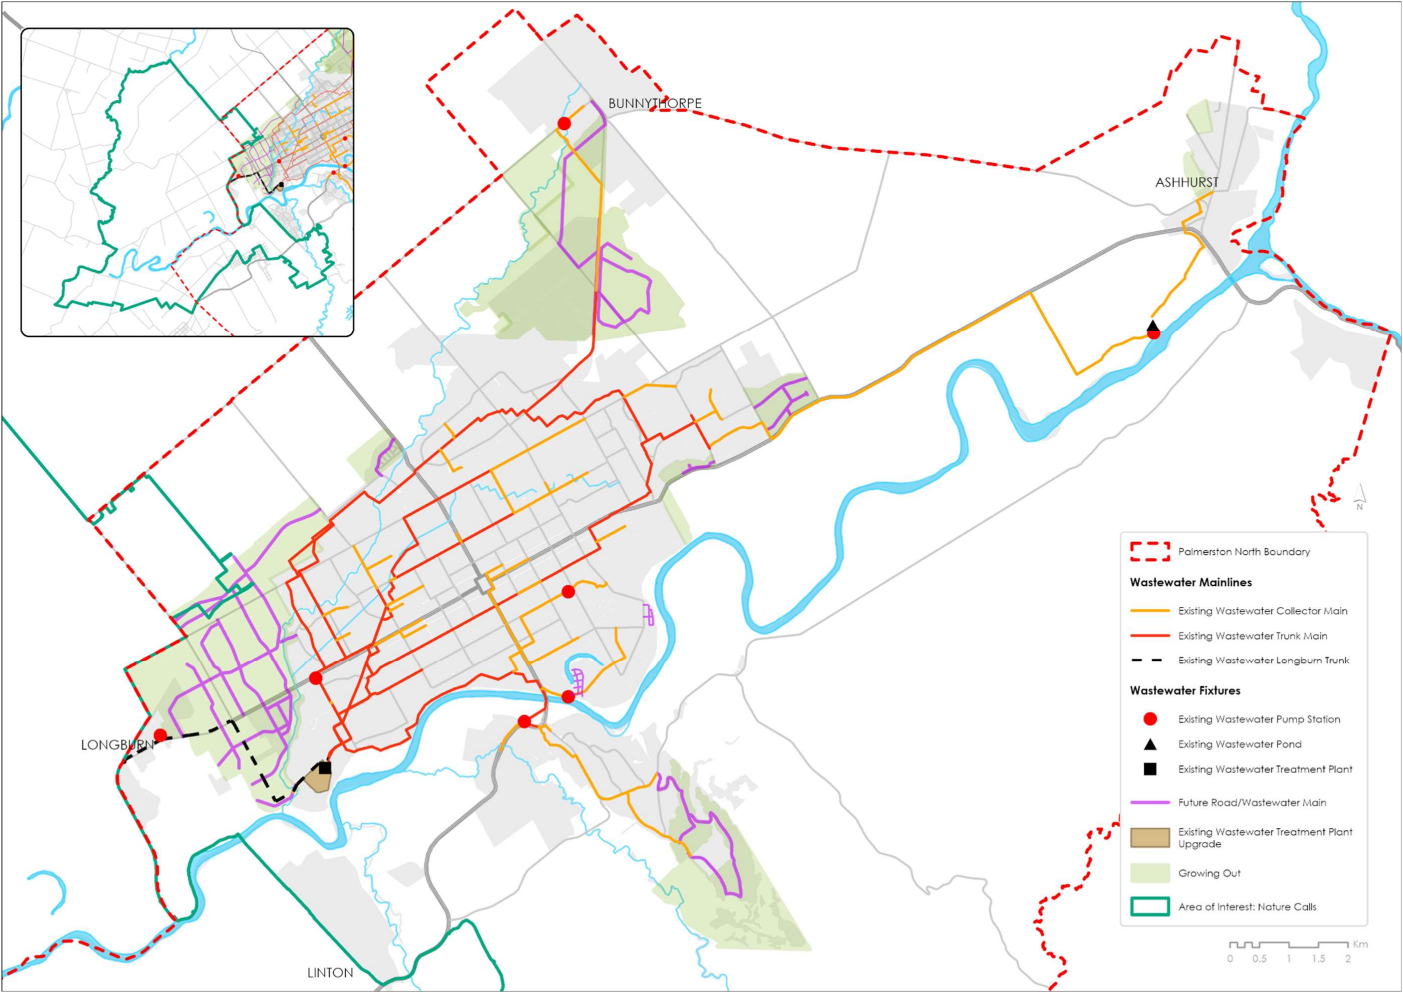 BUNNYTHORPE
ASHHURST
LONGBURN
LINTON
N
Palmerston North Boundary
Wastewater Mainlines
Existing Wastewater Collector Main
Existing Wastewater Trunk Main
Existing Wastewater Longburn Trunk
Wastewater Fixtures
Existing Wastewater Pump Station
Existing Wastewater Pond
Existing Wastewater Treatment Plant
Future Road/Wastewater Main
Existing Wastewater Treatment Plant
Upgrade
Growing Out
Area of Interest: Nature Calls
Km
0 0.5 1 1.5 2